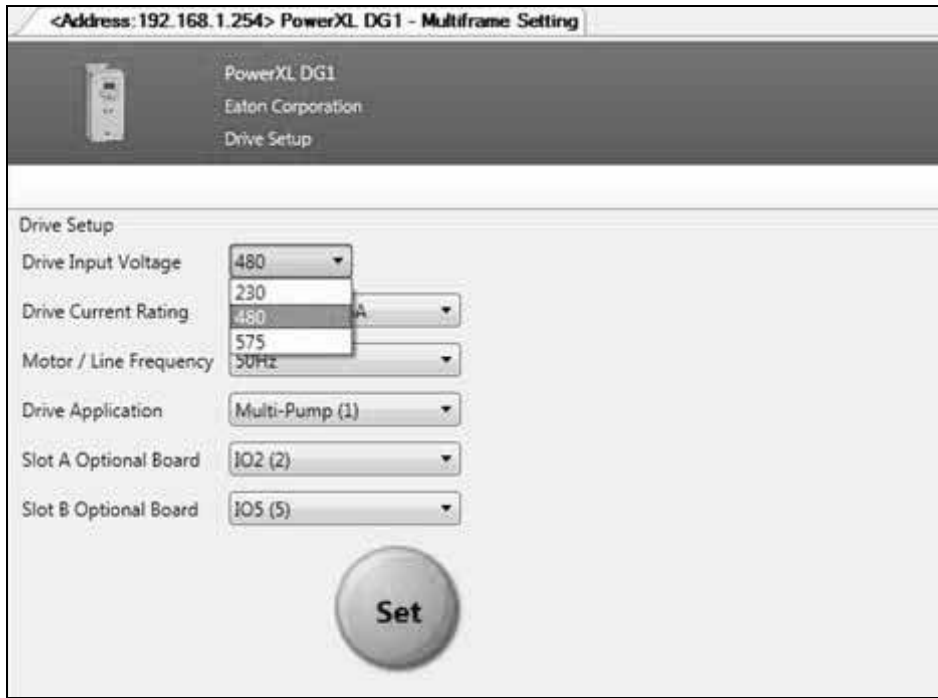 <Address:192.168.1.254> PowerXL DG1 - Multiframe Setting
PowerXL DG1
Eaton Corporation
Drive Setup
Drive Setup
Drive Input Voltage 480
230
Drive Current Rating 480 A
575
Motor / Line Frequency 50Hz
Drive Application Multi-Pump (1)
Slot A Optional Board IO2 (2)
Slot B Optional Board IO5 (5)
Set